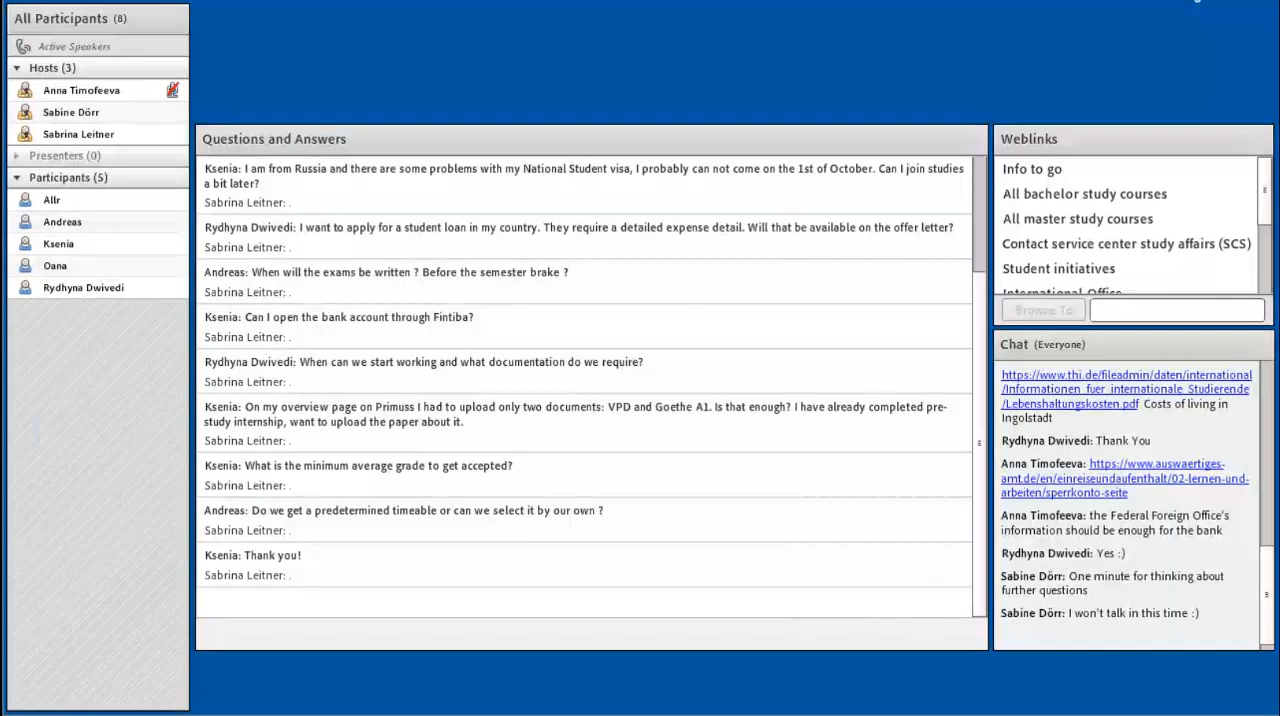 All Participants (8)
Active Speakers
Hosts (3)
Anna Timofeeva
Sabine Dörr
Sabrina Leitner
Presenters (0)
Participants (5)
Allr
Andreas
Ksenia
Oana
Rydhyna Dwivedi
Questions and Answers
Ksenia: I am from Russia and there are some problems with my National Student visa, I probably can not come on the 1st of October. Can I join studies
a bit later?
Sabrina Leitner: .
Rydhyna Dwivedi: I want to apply for a student loan in my country. They require a detailed expense detail. Will that be available on the offer letter?
Sabrina Leitner: .
Andreas: When will the exams be written ? Before the semester brake ?
Sabrina Leitner: .
Ksenia: Can I open the bank account through Fintiba?
Sabrina Leitner: .
Rydhyna Dwivedi: When can we start working and what documentation do we require?
Sabrina Leitner: .
Ksenia: On my overview page on Primuss I had to upload only two documents: VPD and Goethe A1. Is that enough? I have already completed pre-
study internship, want to upload the paper about it.
Sabrina Leitner: .
Ksenia: What is the minimum average grade to get accepted?
Sabrina Leitner: .
Andreas: Do we get a predetermined timeable or can we select it by our own ?
Sabrina Leitner: .
Ksenia: Thank you!
Sabrina Leitner: .
Weblinks
Info to go
All bachelor study courses
All master study courses
Contact service center study affairs (SCS)
Student initiatives
International Office
Browse To
Chat (Everyone)
https://www.thi.de/fileadmin/daten/international
/Informationen_fuer_internationale_Studierende
/Lebenshaltungskosten.pdf Costs of living in
Ingolstadt
Rydhyna Dwivedi: Thank You
Anna Timofeeva: https://www.auswaertiges-
amt.de/en/einreiseundaufenthalt/02-lernen-und-
arbeiten/sperrkonto-seite
Anna Timofeeva: the Federal Foreign Office's
information should be enough for the bank
Rydhyna Dwivedi: Yes :)
Sabine Dörr: One minute for thinking about
further questions
Sabine Dörr: I won't talk in this time :)